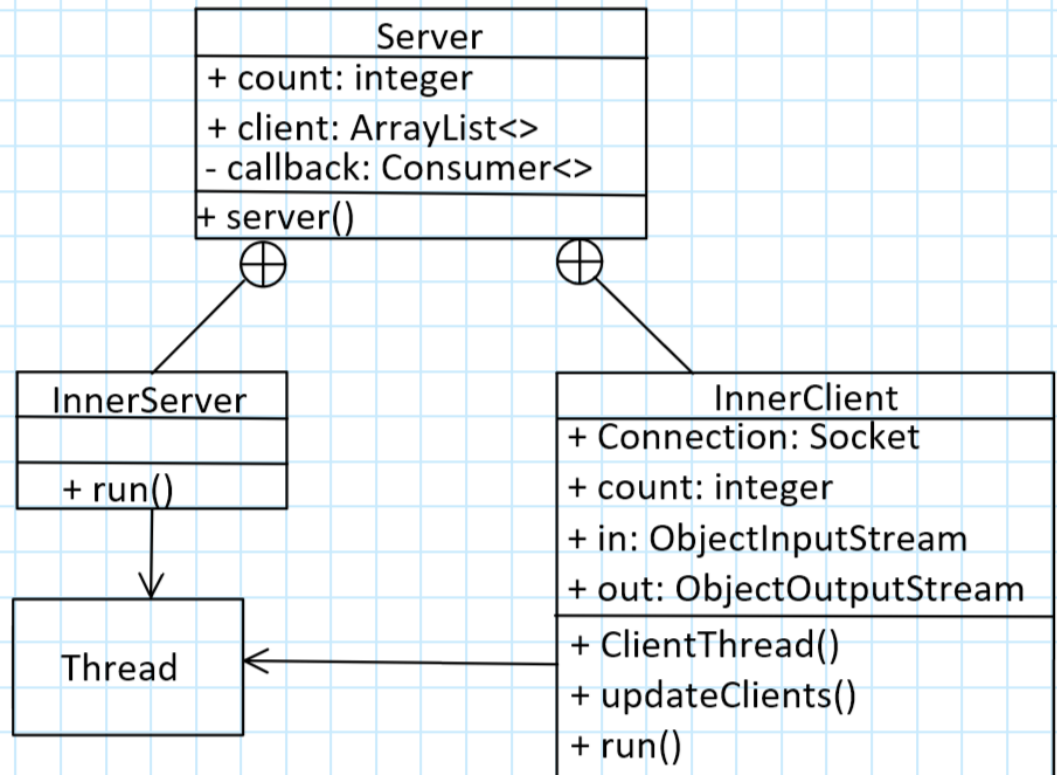 Server
+ count: integer
+ client: ArrayList<>
- callback: Consumer<>
+ server()
InnerServer
+ run()
Thread
InnerClient
+ Connection: Socket
+ count: integer
+ in: ObjectInputStream
+ out: ObjectOutputStream
+ ClientThread()
+ updateClients()
+ run()